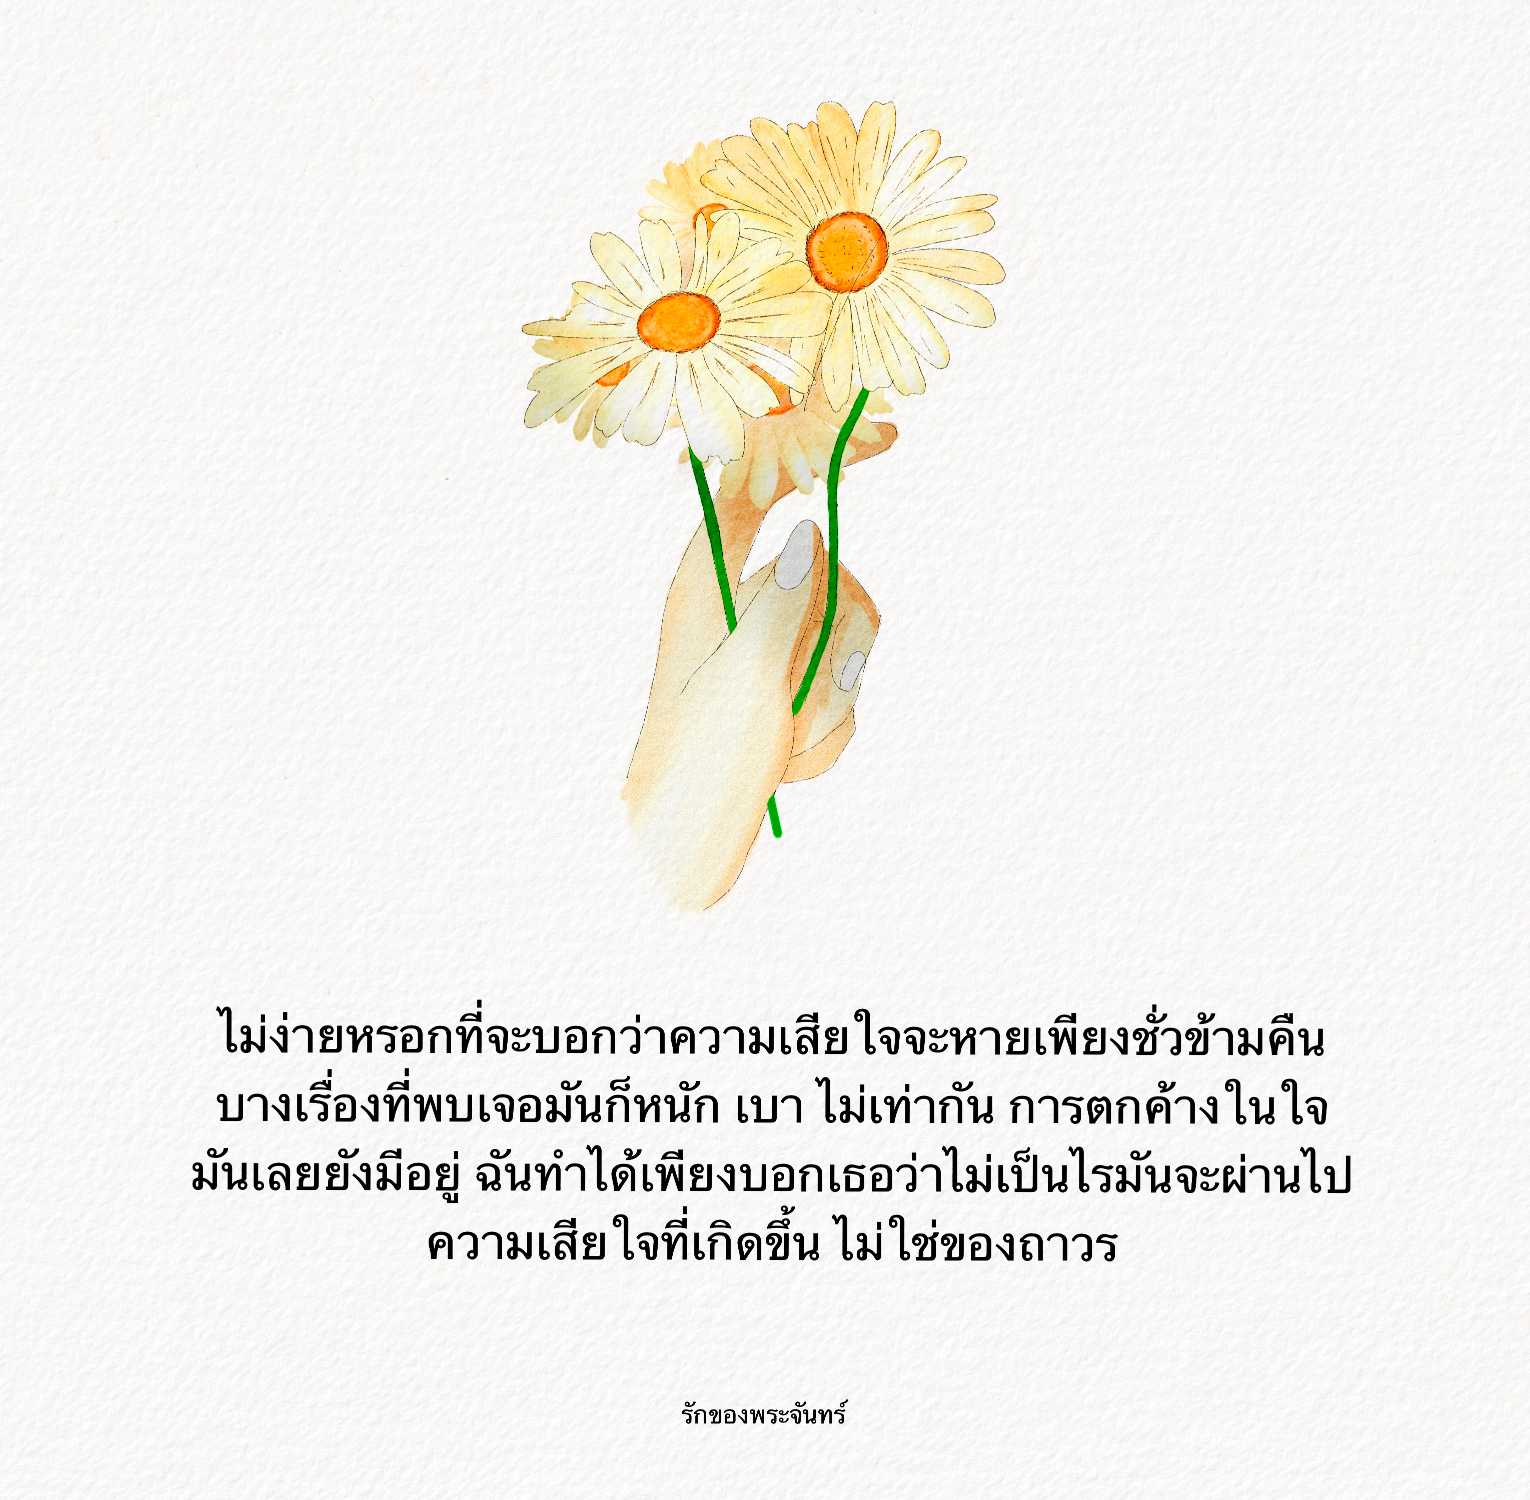 ไม่ง่ายหรอกที่จะบอกว่าความเสียใจจะหายเพียงชั่วข้ามคืน
บางเรื่องที่พบเจอมันก็หนัก เบา ไม่เท่ากัน การตกค้างในใจ
มันเลยยังมีอยู่ ฉันทำได้เพียงบอกเธอว่าไม่เป็นไรมันจะผ่านไป
ความเสียใจที่เกิดขึ้น ไม่ใช่ของถาวร
รักของพระจันทร์